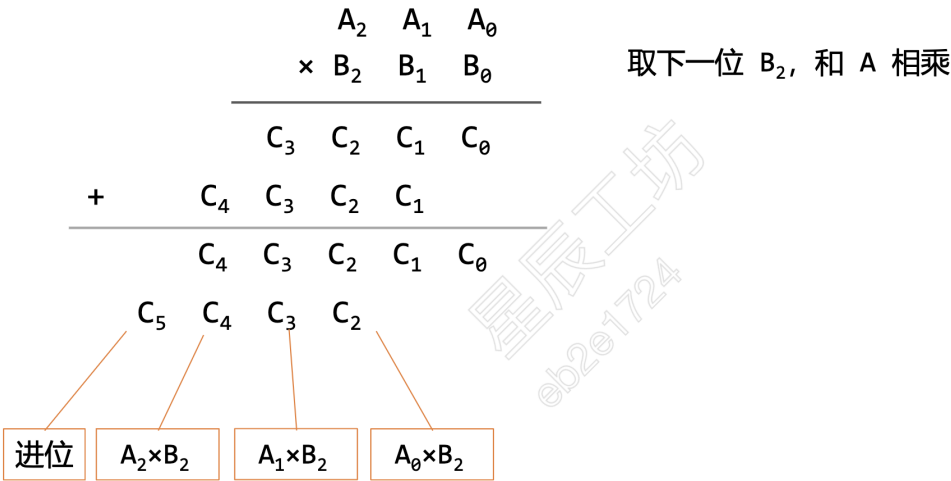 A₂ A₁ A₀
× B₂ B₁ B₀
取下一位 B₂, 和 A 相乘
C₃ C₂ C₁ C₀
+ C₄ C₃ C₂ C₁
C₄ C₃ C₂ C₁ C₀
C₅ C₄ C₃ C₂
进位 A₂×B₂ A₁×B₂ A₀×B₂
星辰工坊
eb2e1724